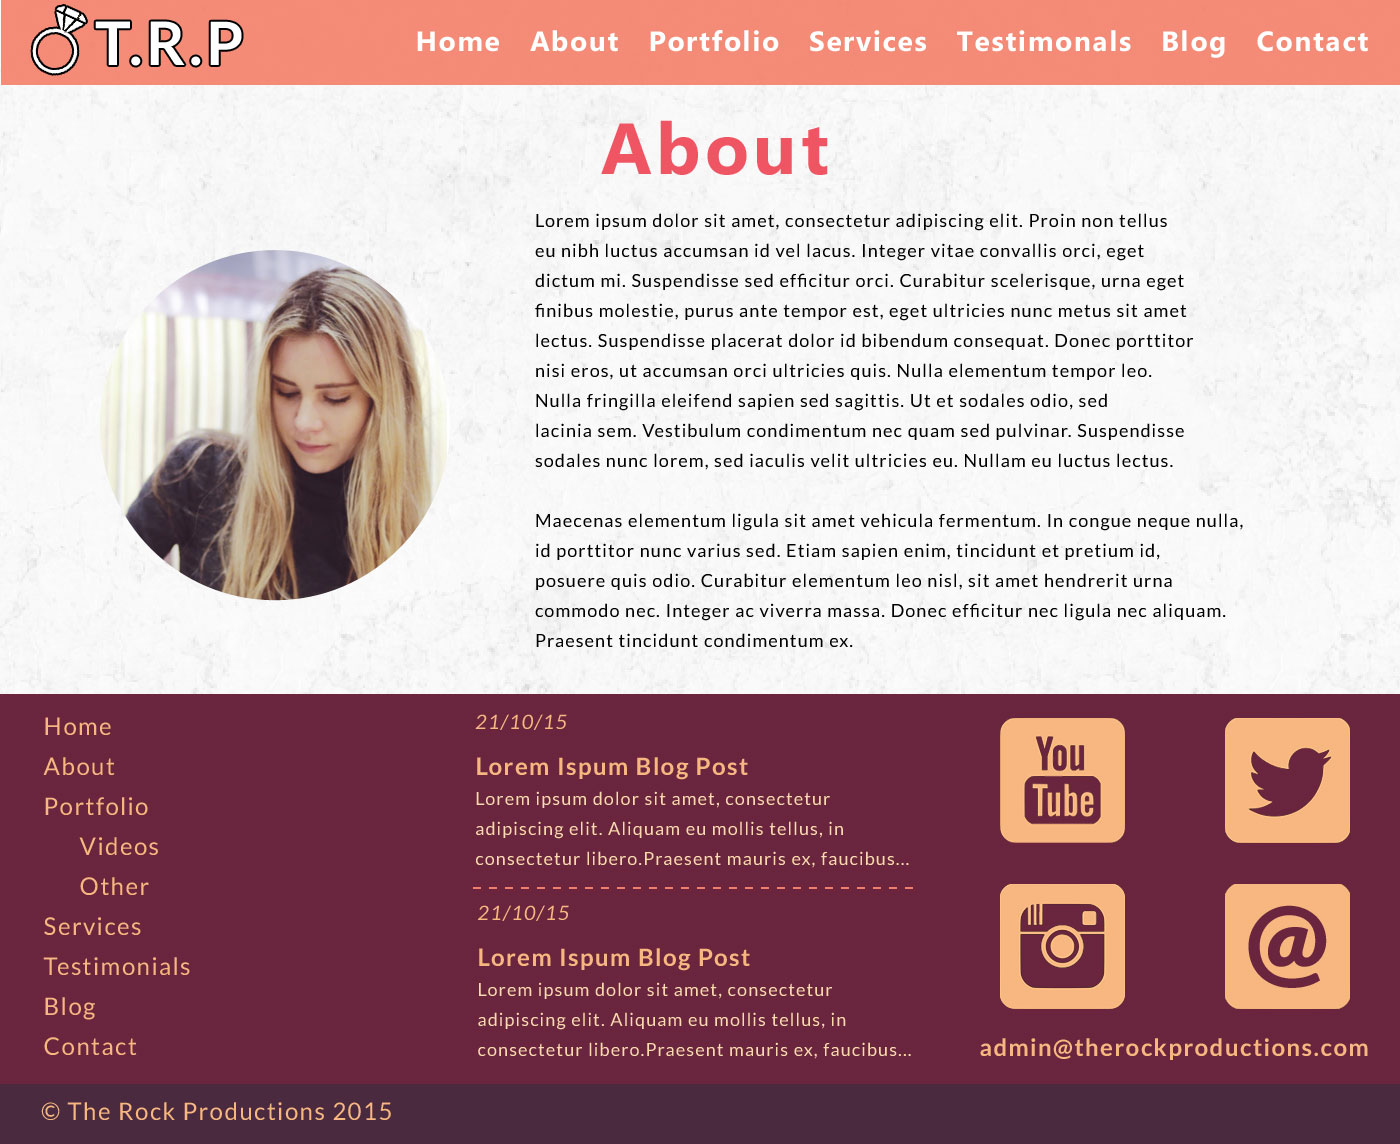 T.R.P
Home About Portfolio Services Testimonals Blog Contact
About
Lorem ipsum dolor sit amet, consectetur adipiscing elit. Proin non tellus
eu nibh luctus accumsan id vel lacus. Integer vitae convallis orci, eget
dictum mi. Suspendisse sed efficitur orci. Curabitur scelerisque, urna eget
finibus molestie, purus ante tempor est, eget ultricies nunc metus sit amet
lectus. Suspendisse placerat dolor id bibendum consequat. Donec porttitor
nisi eros, ut accumsan orci ultricies quis. Nulla elementum tempor leo.
Nulla fringilla eleifend sapien sed sagittis. Ut et sodales odio, sed
lacinia sem. Vestibulum condimentum nec quam sed pulvinar. Suspendisse
sodales nunc lorem, sed iaculis velit ultricies eu. Nullam eu luctus lectus.
Maecenas elementum ligula sit amet vehicula fermentum. In congue neque nulla,
id porttitor nunc varius sed. Etiam sapien enim, tincidunt et pretium id,
posuere quis odio. Curabitur elementum leo nisl, sit amet hendrerit urna
commodo nec. Integer ac viverra massa. Donec efficitur nec ligula nec aliquam.
Praesent tincidunt condimentum ex.
Home
About
Portfolio
Videos
Other
Services
Testimonials
Blog
Contact
21/10/15
Lorem Ispum Blog Post
Lorem ipsum dolor sit amet, consectetur
adipiscing elit. Aliquam eu mollis tellus, in
consectetur libero.Praesent mauris ex, faucibus...
21/10/15
Lorem Ispum Blog Post
Lorem ipsum dolor sit amet, consectetur
adipiscing elit. Aliquam eu mollis tellus, in
consectetur libero.Praesent mauris ex, faucibus...
You
Tube
@
admin@therockproductions.com
© The Rock Productions 2015